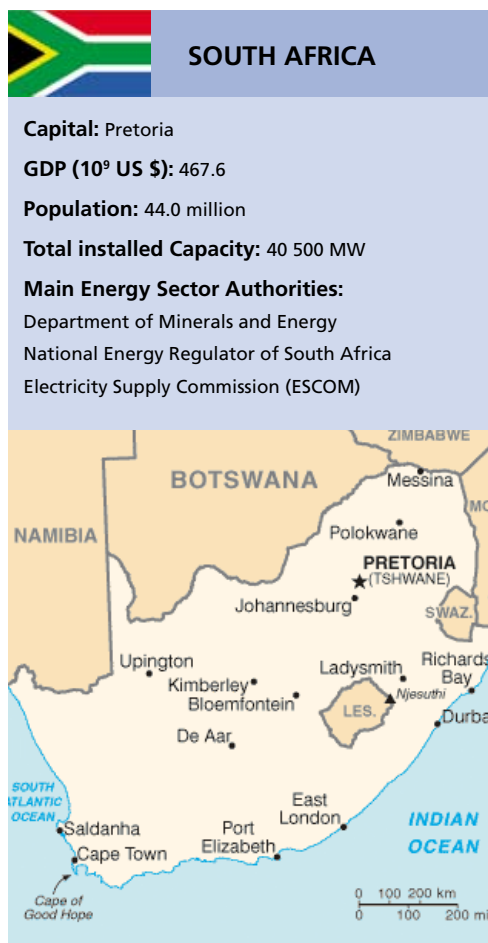 SOUTH AFRICA
Capital: Pretoria
GDP (10⁹ US $): 467.6
Population: 44.0 million
Total installed Capacity: 40 500 MW
Main Energy Sector Authorities:
Department of Minerals and Energy
National Energy Regulator of South Africa
Electricity Supply Commission (ESCOM)
ZIMBABWE
BOTSWANA
Messina
MO
NAMIBIA
Polokwane
PRETORIA
(TSHWANE)
Johannesburg
SWAZ.
Upington
Ladysmith
Richards
Bay
Kimberley
Bloemfontein
Njesuthi
LES.
Durba
De Aar
SOUTH
ATLANTIC
OCEAN
East
London
INDIAN
OCEAN
Saldanha
Port
Elizabeth
Cape Town
Cape of
Good Hope
0 100 200 km
0 100 200 mi